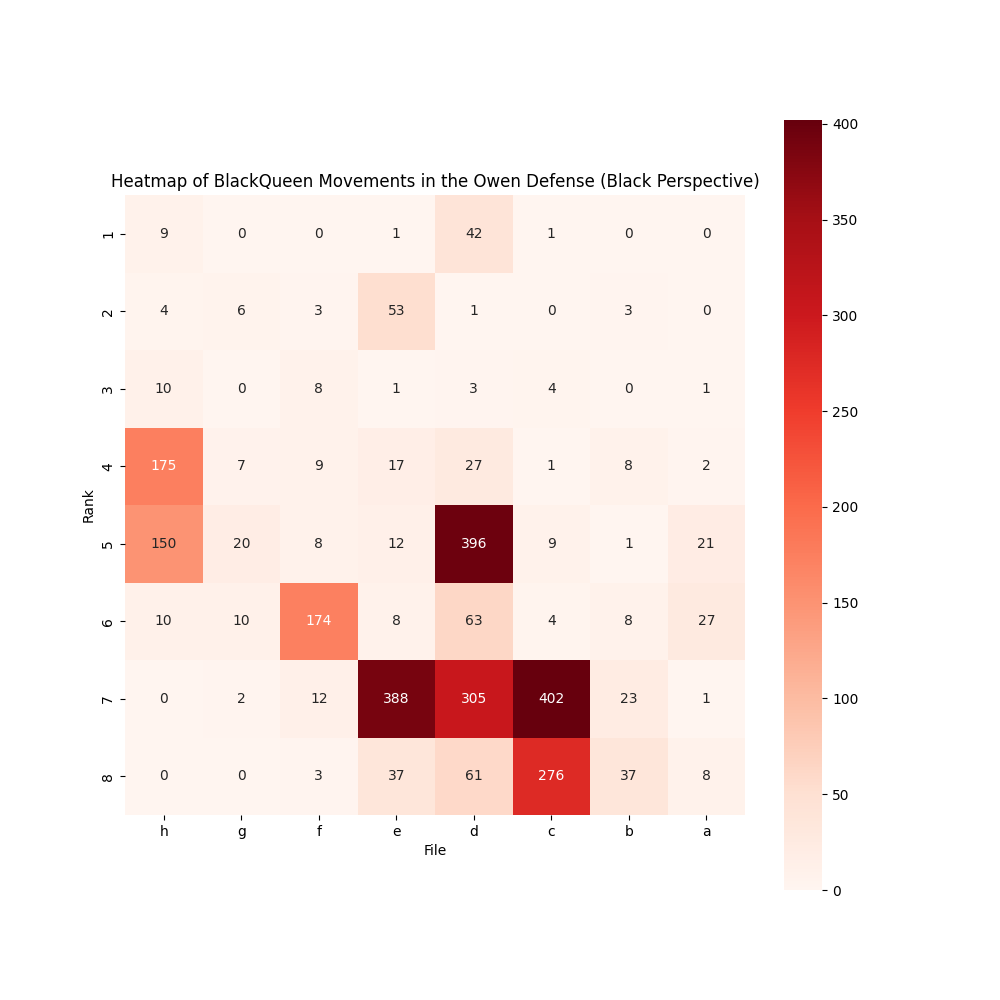 Heatmap of BlackQueen Movements in the Owen Defense (Black Perspective)
1 9 0 0 1 42 1 0 0
2 4 6 3 53 1 0 3 0
3 10 0 8 1 3 4 0 1
4 175 7 9 17 27 1 8 2
Rank
5 150 20 8 12 396 9 1 21
6 10 10 174 8 63 4 8 27
7 0 2 12 388 305 402 23 1
8 0 0 3 37 61 276 37 8
h g f e d c b a
File
400
350
300
250
200
150
100
50
0